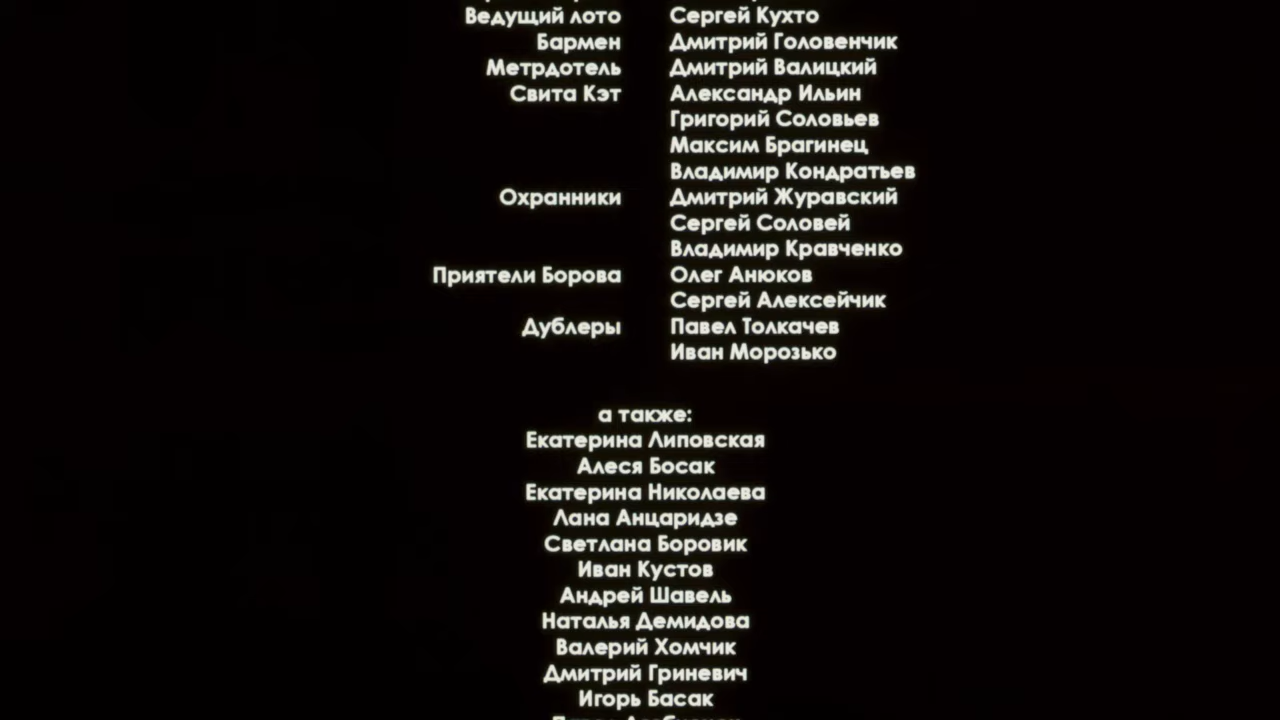 Ведущий лото Сергей Кухто
Бармен Дмитрий Головенчик
Метрдотель Дмитрий Валицкий
Свита Кэт Александр Ильин
Григорий Соловьев
Максим Брагинец
Владимир Кондратьев
Охранники Дмитрий Журавский
Сергей Соловей
Владимир Кравченко
Приятели Борова Олег Анюков
Сергей Алексейчик
Дублеры Павел Толкачев
Иван Морозько
а также:
Екатерина Липовская
Алеся Босак
Екатерина Николаева
Лана Анцаридзе
Светлана Боровик
Иван Кустов
Андрей Шавель
Наталья Демидова
Валерий Хомчик
Дмитрий Гриневич
Игорь Басак